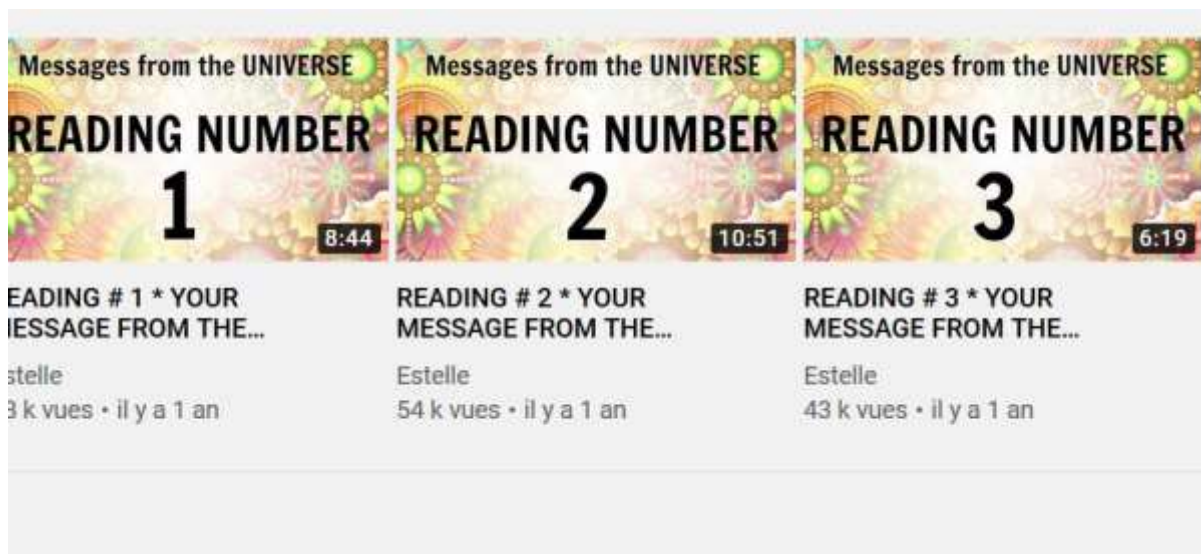 Messages from the UNIVERSE
READING NUMBER
1
8:44
EADING # 1 * YOUR
ESSAGE FROM THE...
stelle
k vues • il y a 1 an
Messages from the UNIVERSE
READING NUMBER
2
10:51
READING # 2 * YOUR
MESSAGE FROM THE...
Estelle
54 k vues • il y a 1 an
Messages from the UNIVERSE
READING NUMBER
3
6:19
READING # 3 * YOUR
MESSAGE FROM THE...
Estelle
43 k vues • il y a 1 an